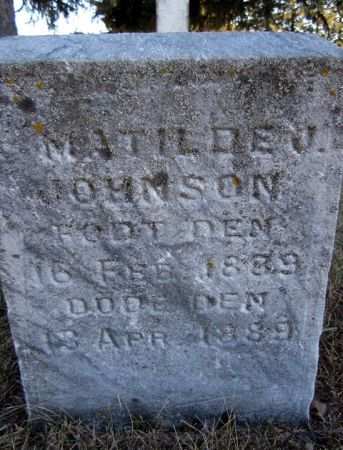 MATILDE J.
JOHNSON
FODT DEN
16 FEB 1889
DODE DEN
13 APR 1889